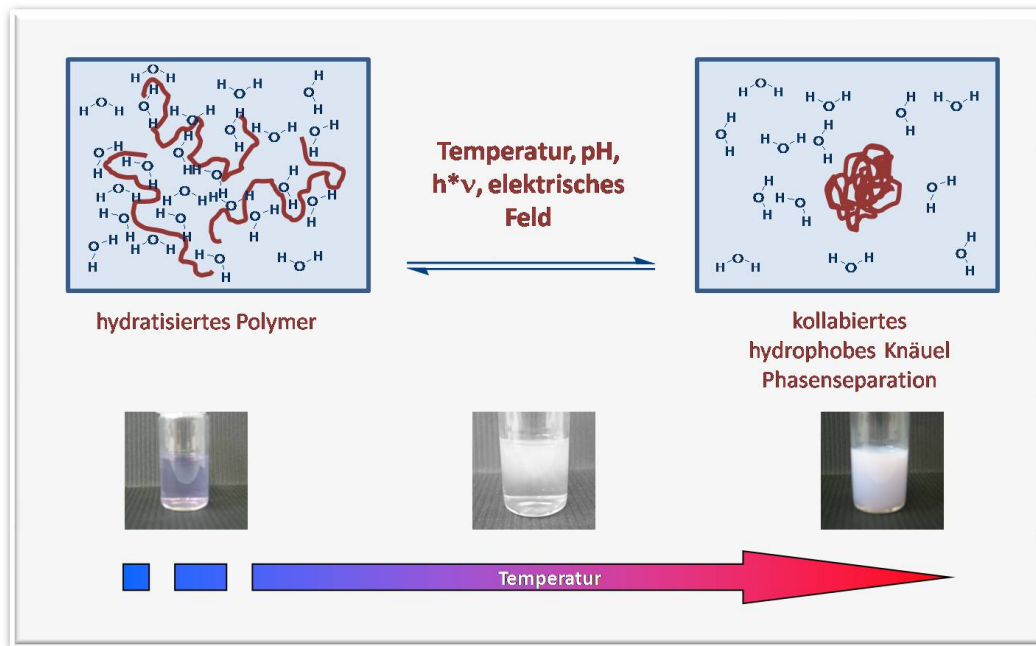 Temperatur, pH,
h*ν, elektrisches
Feld
hydratisiertes Polymer
kollabiertes
hydrophobes Knäuel
Phasenseparation
Temperatur